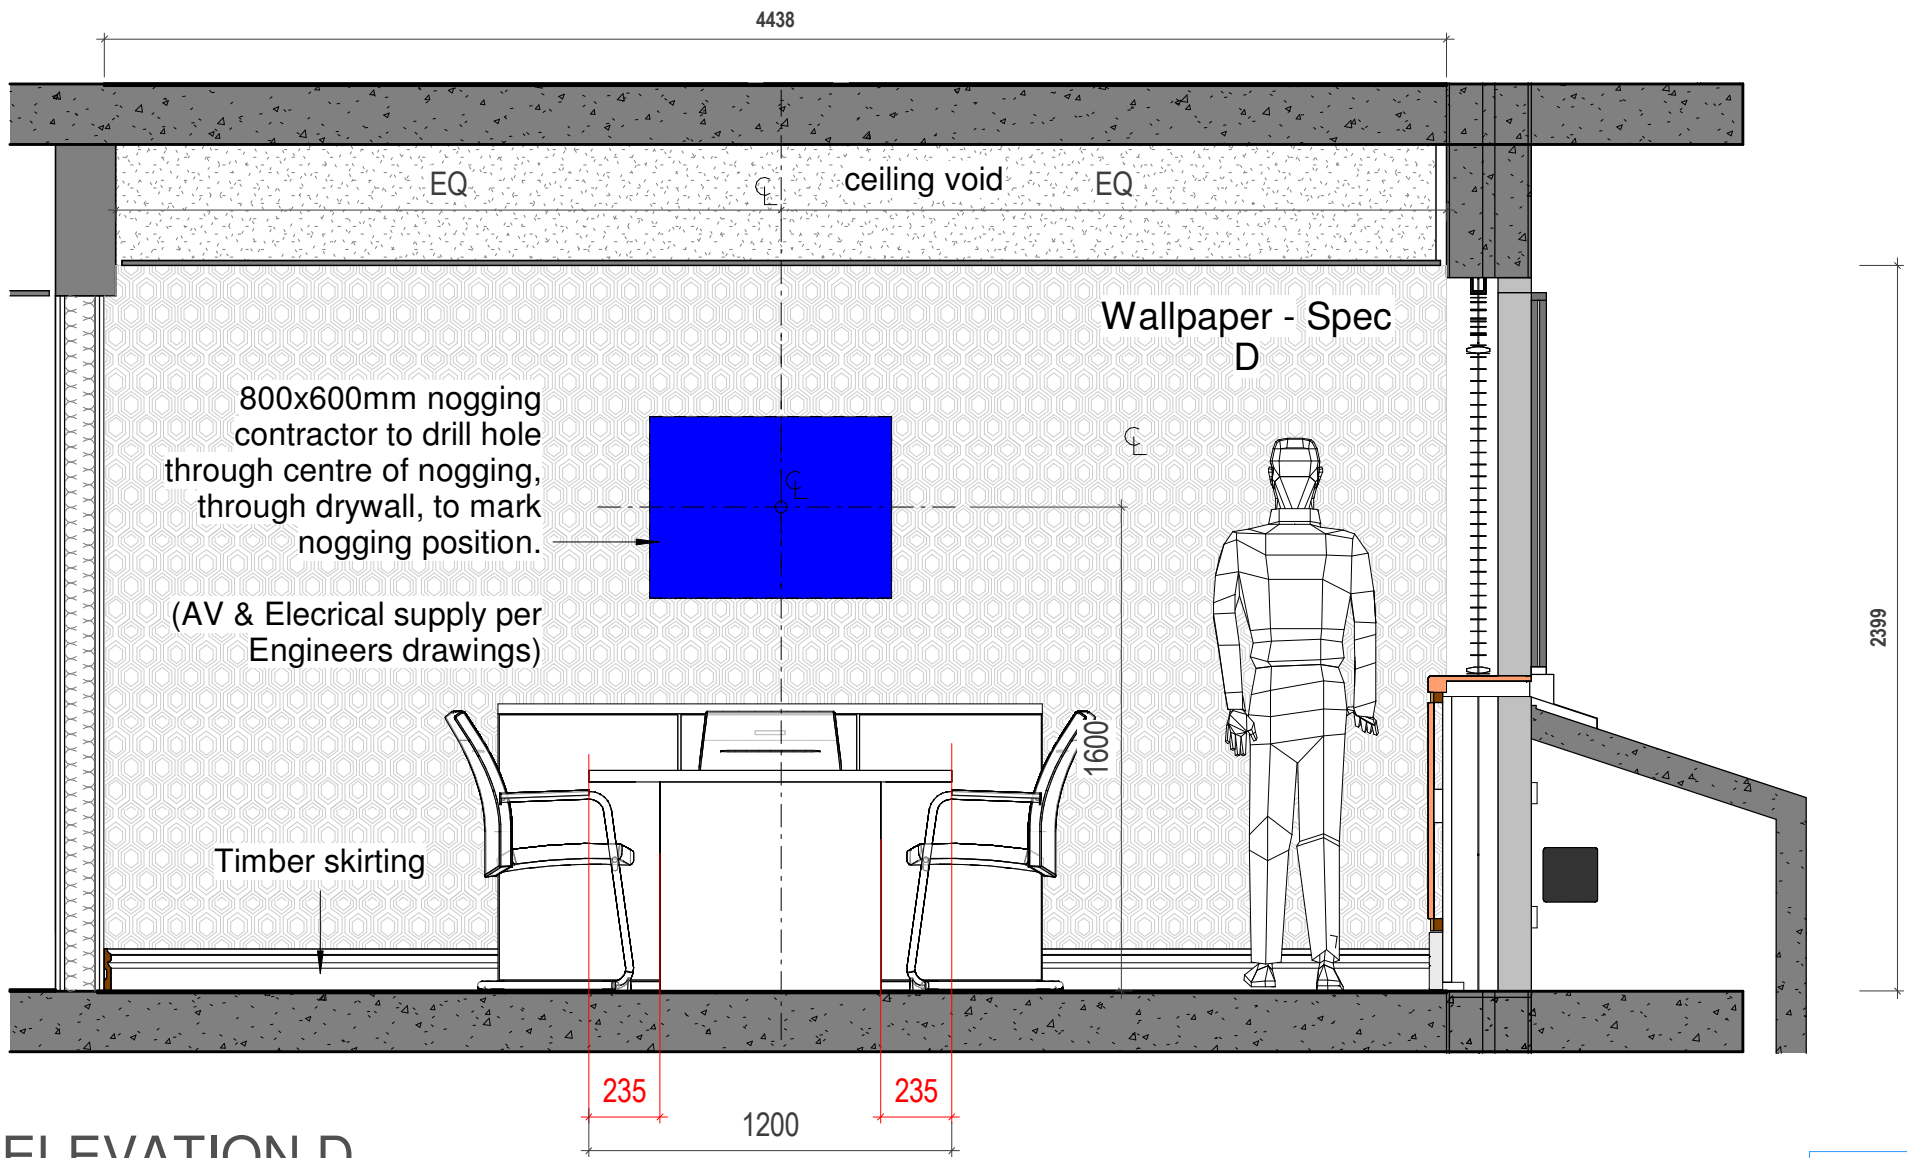 4438
EQ
℄
ceiling void
EQ
Wallpaper - Spec
D
800x600mm nogging
contractor to drill hole
through centre of nogging,
through drywall, to mark
nogging position.
℄
℄
(AV & Elecrical supply per
Engineers drawings)
2399
1600
Timber skirting
235
235
1200
ELEVATION D